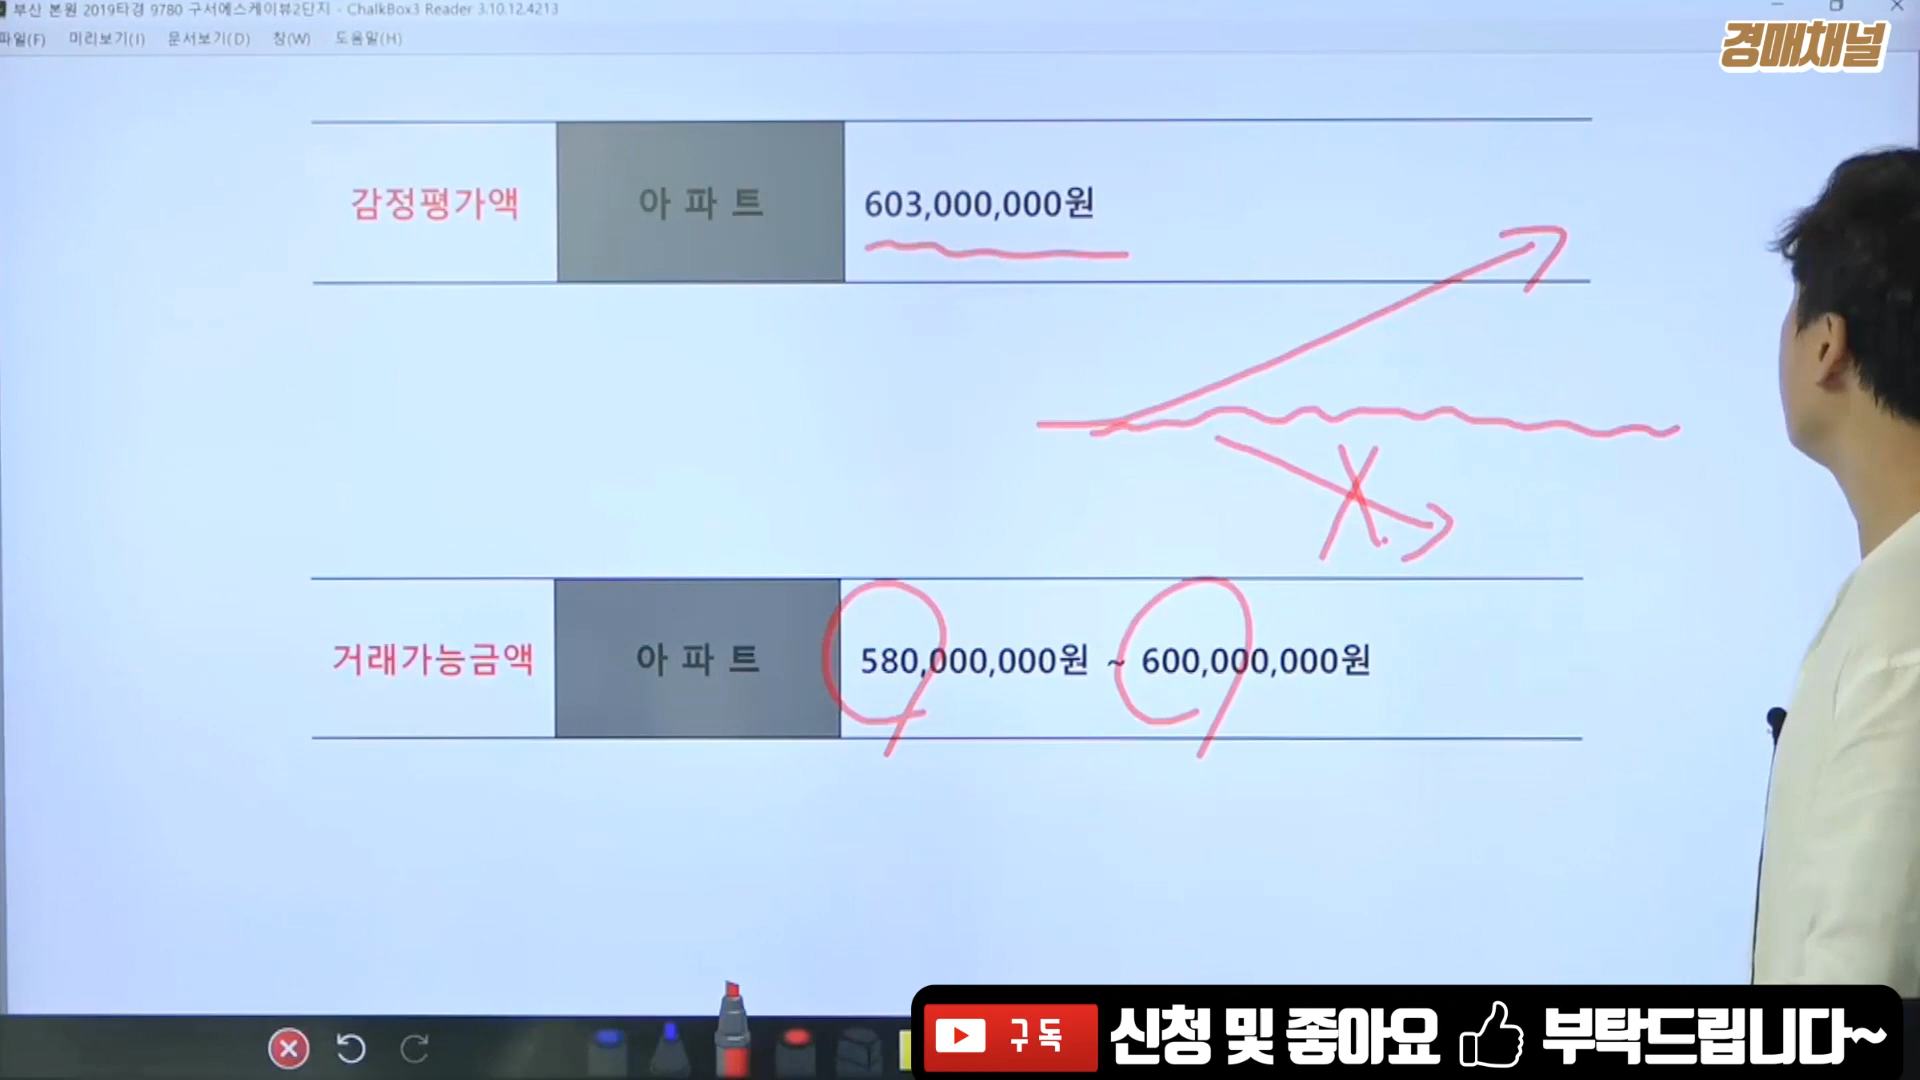 부산 본원 2019타경 9780 구서에스케이뷰2단지 - ChalkBox3 Reader 3.10.12.4213
파일(F) 미리보기(I) 문서보기(D) 창(W) 도움말(H)
경매채널
감정평가액 아 파 트 603,000,000원
거래가능금액 아 파 트 580,000,000원 ~ 600,000,000원
구독 신청 및 좋아요 부탁드립니다~